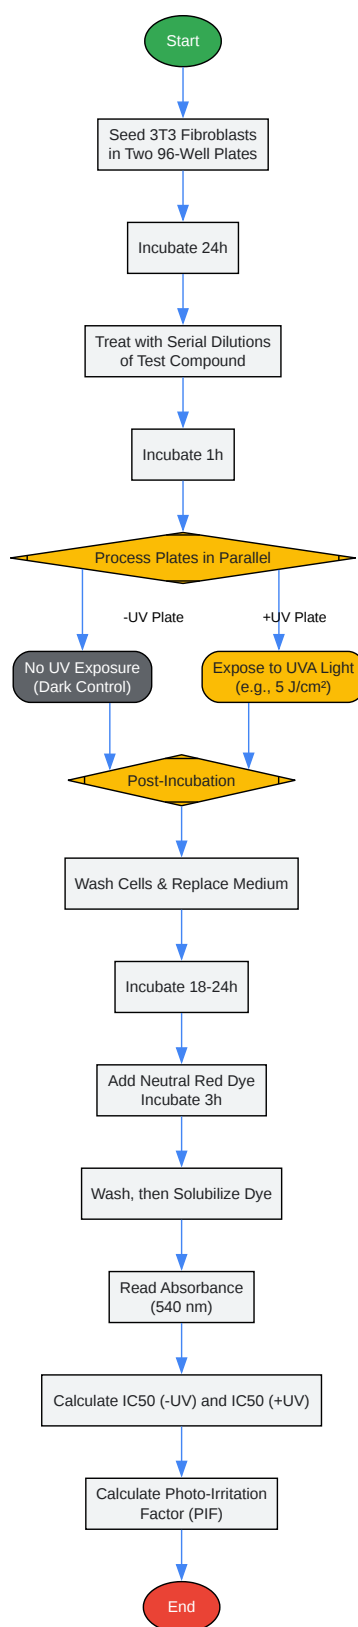 Start
Seed 3T3 Fibroblasts
in Two 96-Well Plates
Incubate 24h
Treat with Serial Dilutions
of Test Compound
Incubate 1h
Process Plates in Parallel
-UV Plate
+UV Plate
No UV Exposure
(Dark Control)
Expose to UVA Light
(e.g., 5 J/cm²)
Post-Incubation
Wash Cells & Replace Medium
Incubate 18-24h
Add Neutral Red Dye
Incubate 3h
Wash, then Solubilize Dye
Read Absorbance
(540 nm)
Calculate IC50 (-UV) and IC50 (+UV)
Calculate Photo-Irritation
Factor (PIF)
End